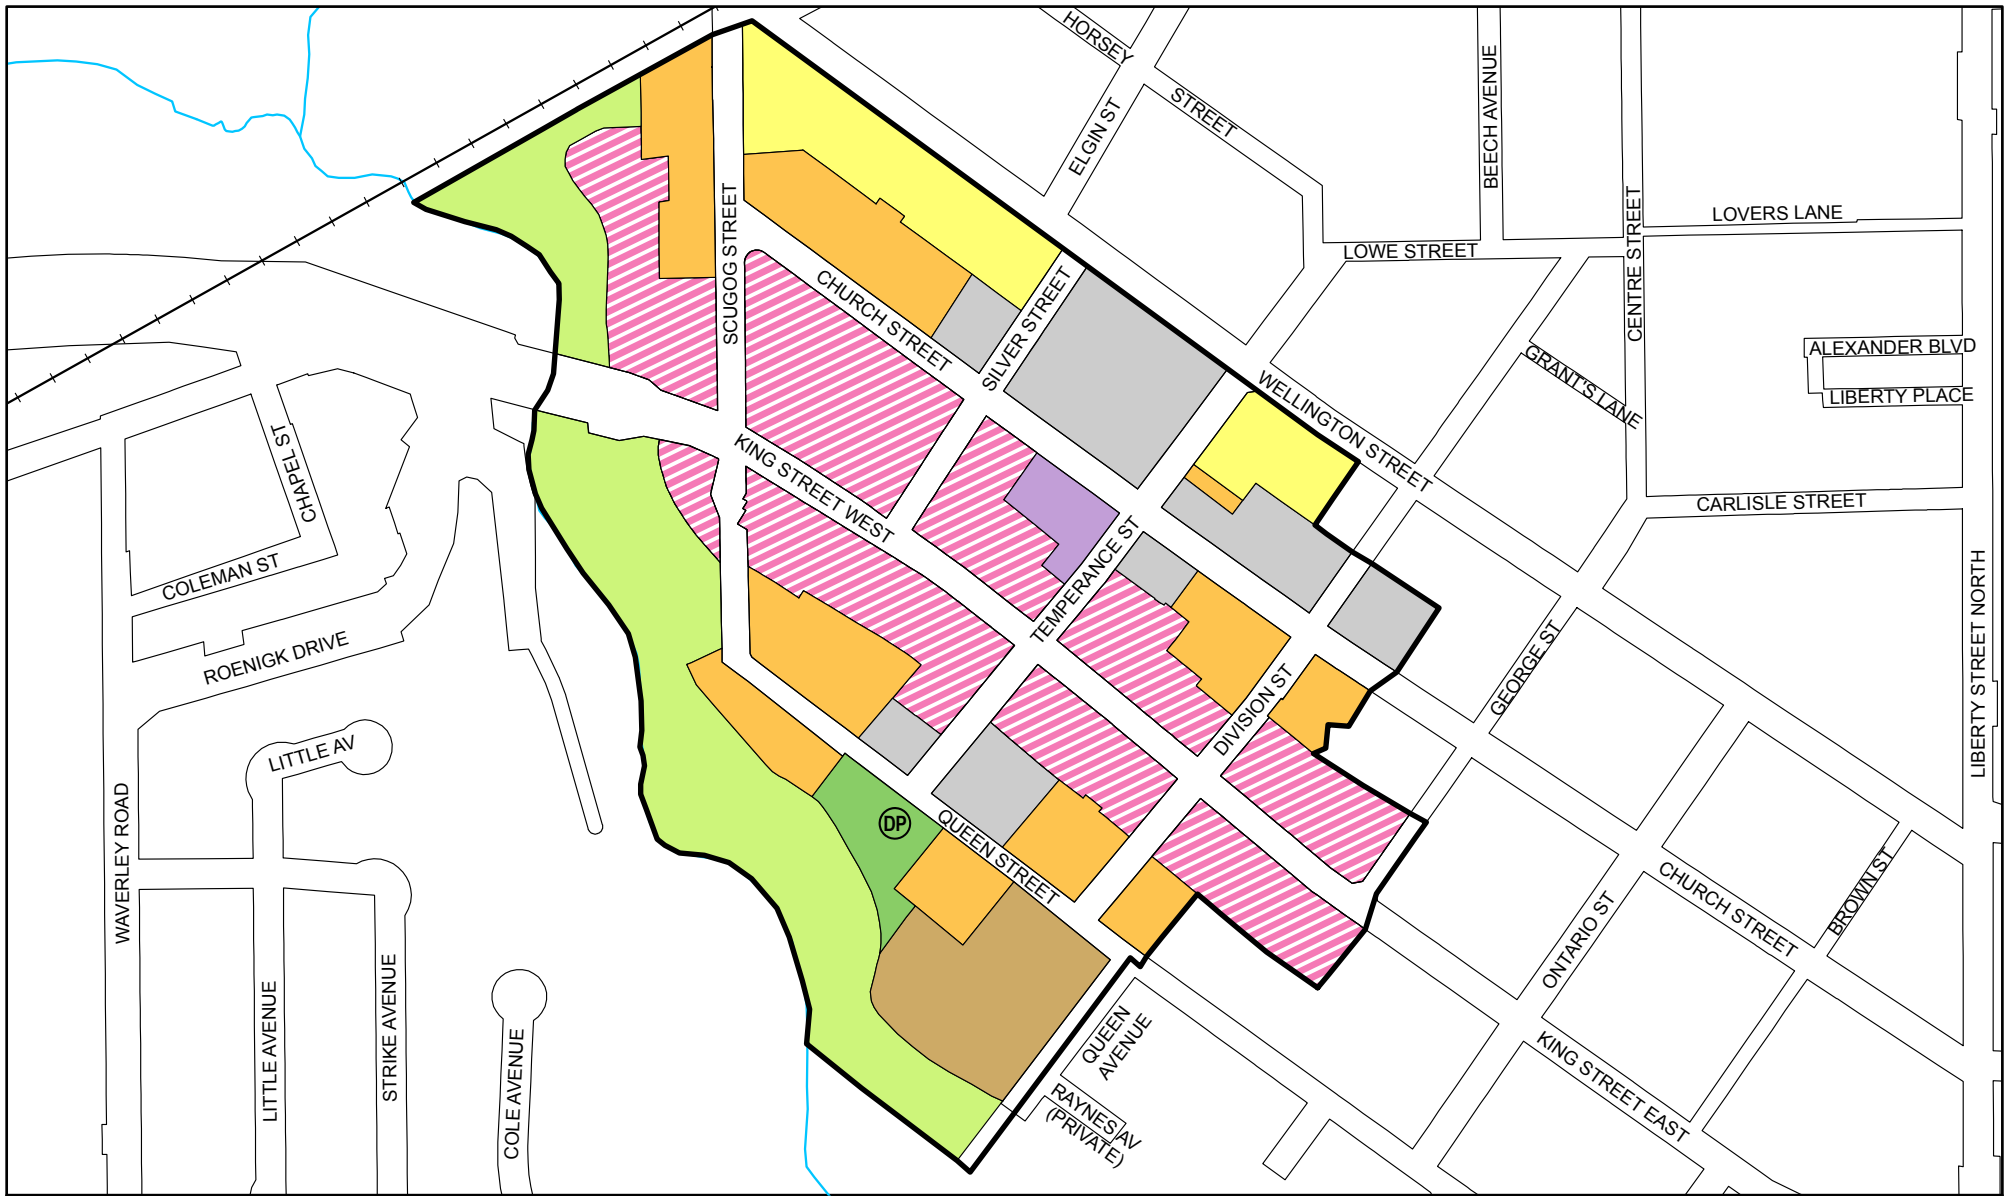 HORSEY
STREET
ELGIN ST
BEECH AVENUE
LOVERS LANE
LOWE STREET
CENTRE STREET
SCUGOG STREET
CHURCH STREET
SILVER STREET
ALEXANDER BLVD
LIBERTY PLACE
GRANT'S LANE
WELLINGTON STREET
CHAPEL ST
KING STREET WEST
CARLISLE STREET
COLEMAN ST
TEMPERANCE ST
ROENIGK DRIVE
GEORGE ST
LIBERTY STREET NORTH
DIVISION ST
LITTLE AV
WAVERLEY ROAD
DP
QUEEN STREET
CHURCH STREET
BROWN ST
ONTARIO ST
LITTLE AVENUE
STRIKE AVENUE
COLE AVENUE
QUEEN
AVENUE
KING STREET EAST
RAYNES AV
(PRIVATE)